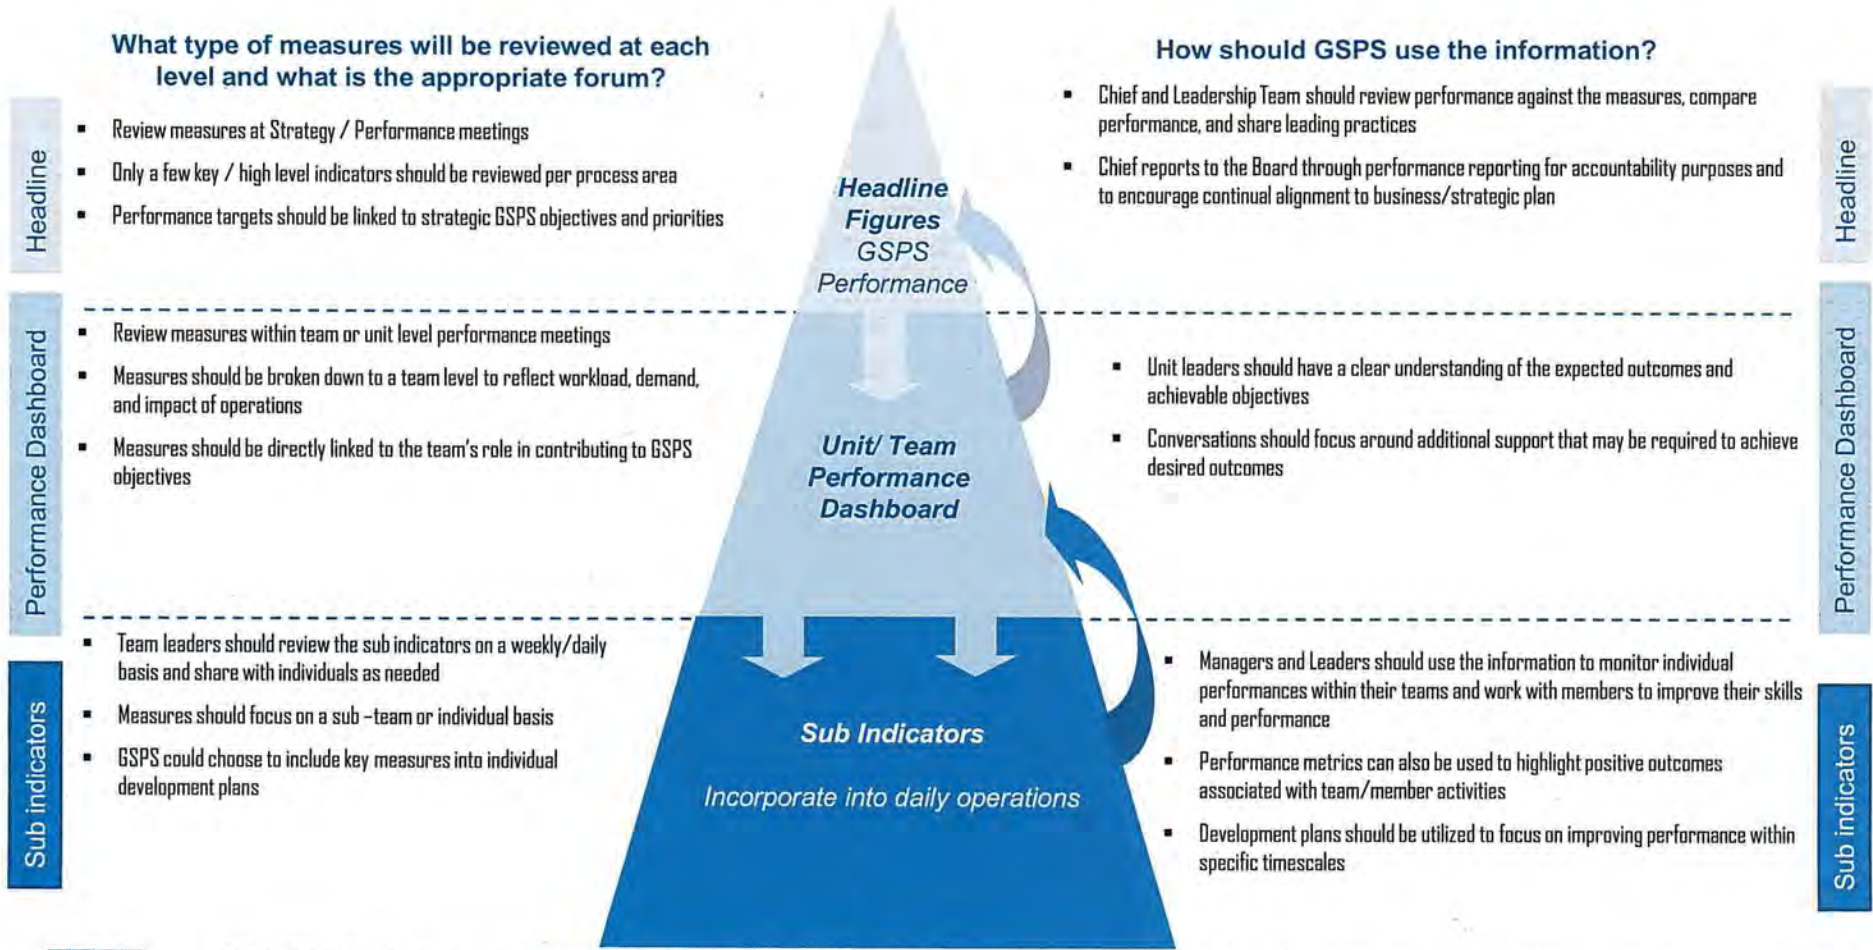 What type of measures will be reviewed at each
level and what is the appropriate forum?
Headline
▪ Review measures at Strategy / Performance meetings
▪ Only a few key / high level indicators should be reviewed per process area
▪ Performance targets should be linked to strategic GSPS objectives and priorities
Performance Dashboard
▪ Review measures within team or unit level performance meetings
▪ Measures should be broken down to a team level to reflect workload, demand,
and impact of operations
▪ Measures should be directly linked to the team's role in contributing to GSPS
objectives
Sub indicators
▪ Team leaders should review the sub indicators on a weekly/daily
basis and share with individuals as needed
▪ Measures should focus on a sub –team or individual basis
▪ GSPS could choose to include key measures into individual
development plans
Headline
Figures
GSPS
Performance
Unit/ Team
Performance
Dashboard
Sub Indicators
Incorporate into daily operations
How should GSPS use the information?
▪ Chief and Leadership Team should review performance against the measures, compare
performance, and share leading practices
▪ Chief reports to the Board through performance reporting for accountability purposes and
to encourage continual alignment to business/strategic plan
Headline
▪ Unit leaders should have a clear understanding of the expected outcomes and
achievable objectives
▪ Conversations should focus around additional support that may be required to achieve
desired outcomes
Performance Dashboard
▪ Managers and Leaders should use the information to monitor individual
performances within their teams and work with members to improve their skills
and performance
▪ Performance metrics can also be used to highlight positive outcomes
associated with team/member activities
▪ Development plans should be utilized to focus on improving performance within
specific timescales
Sub indicators